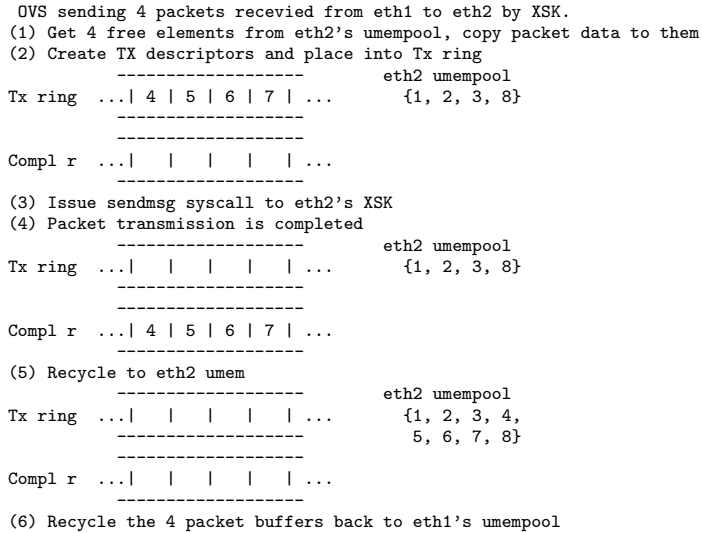 OVS sending 4 packets recevied from eth1 to eth2 by XSK.
(1) Get 4 free elements from eth2's umempool, copy packet data to them
(2) Create TX descriptors and place into Tx ring
           -------------------        eth2 umempool
Tx ring  ...| 4 | 5 | 6 | 7 | ...       {1, 2, 3, 8}
           -------------------
           -------------------
Compl r  ...|   |   |   |   | ...
           -------------------
(3) Issue sendmsg syscall to eth2's XSK
(4) Packet transmission is completed
           -------------------        eth2 umempool
Tx ring  ...|   |   |   |   | ...       {1, 2, 3, 8}
           -------------------
           -------------------
Compl r  ...| 4 | 5 | 6 | 7 | ...
           -------------------
(5) Recycle to eth2 umem
           -------------------        eth2 umempool
Tx ring  ...|   |   |   |   | ...       {1, 2, 3, 4,
           -------------------           5, 6, 7, 8}
           -------------------
Compl r  ...|   |   |   |   | ...
           -------------------
(6) Recycle the 4 packet buffers back to eth1's umempool